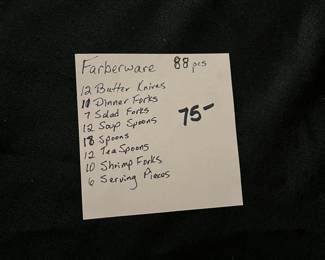 Farberware 88 pcs
12 Butter Knives
11 Dinner Forks
7 Salad Forks
75-
12 Soup Spoons
18 Spoons
12 Tea Spoons
10 Shrimp Forks
6 Serving Pieces